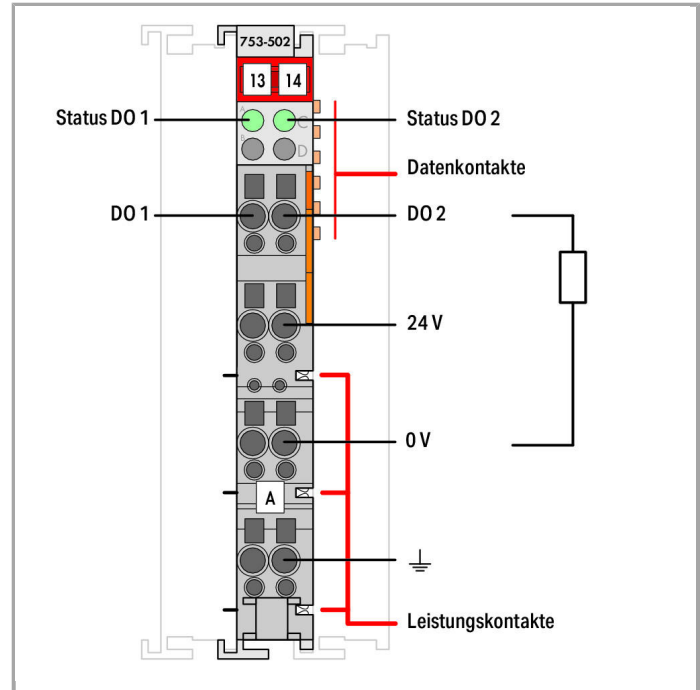 753-502
13 14
A
C
Status DO 1
Status DO 2
B
D
Datenkontakte
DO 1
DO 2
24 V
0 V
A
Leistungskontakte